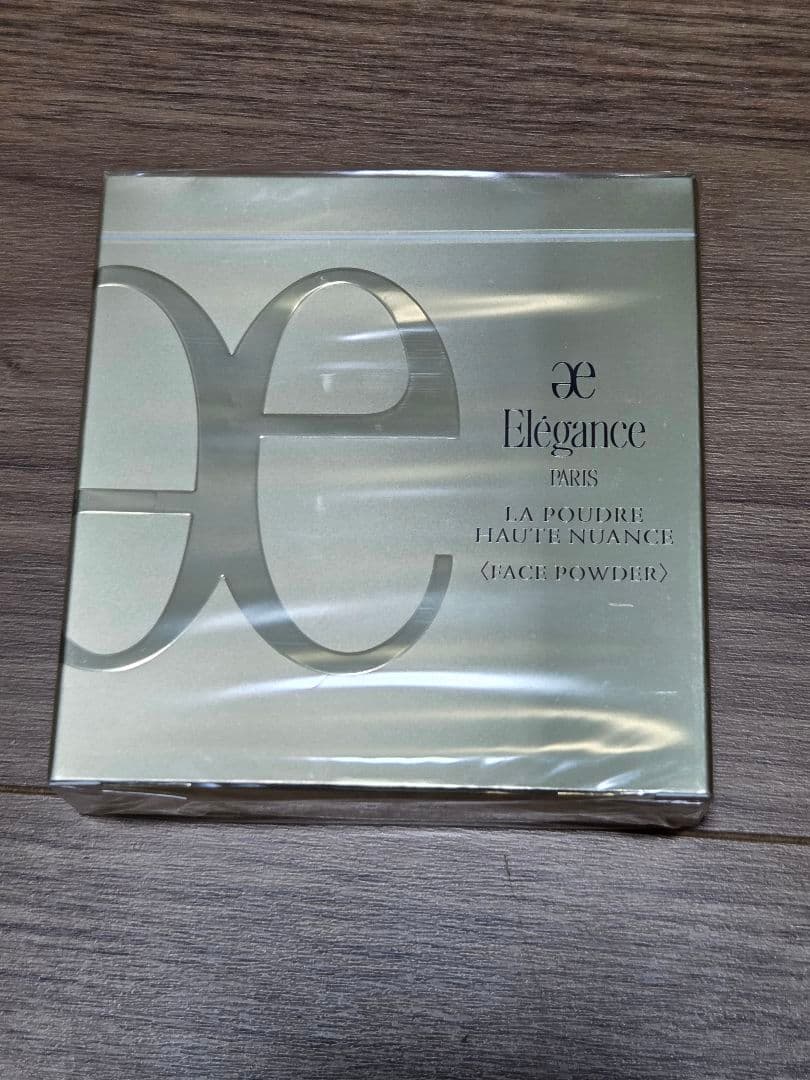 Elégance
PARIS
LA POUDRE
HAUTE NUANCE
〈FACE POWDER〉